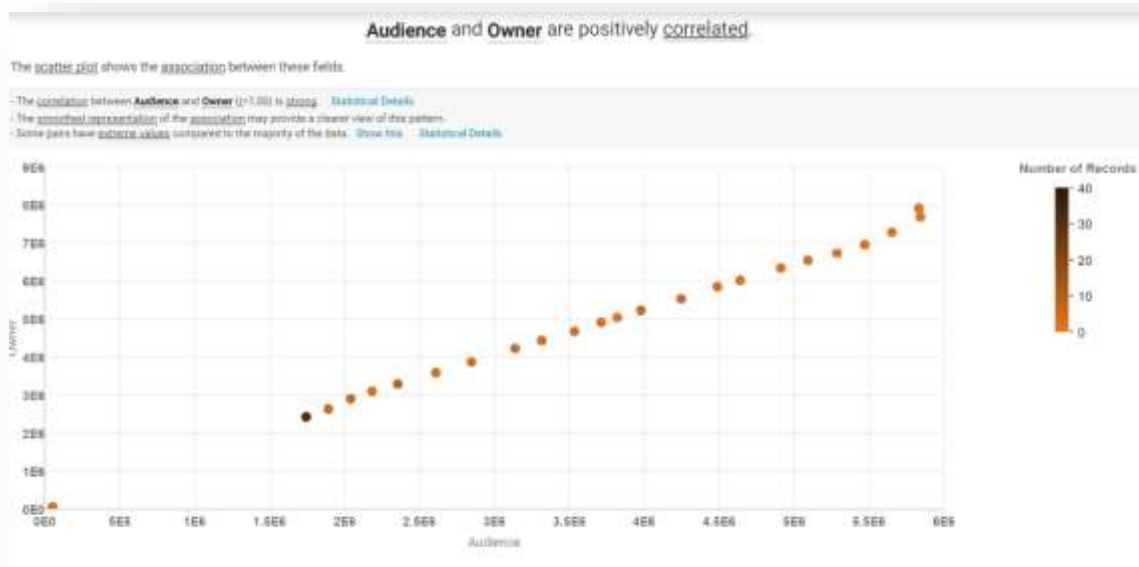 Audience and Owner are positively correlated.
The scatter plot shows the association between these fields.
- The correlation between Audience and Owner (r=1.00) is strong. Statistical Details
- The smoothed representation of the association may provide a clearer view of this pattern.
- Some pairs have extreme values compared to the majority of the data. Show this Statistical Details
9E6
8E6
7E6
6E6
5E6
4E6
3E6
2E6
1E6
0E0
Owner
0E0 5E5 1E6 1.5E6 2E6 2.5E6 3E6 3.5E6 4E6 4.5E6 5E6 5.5E6 6E6
Audience
Number of Records
40
30
20
10
0